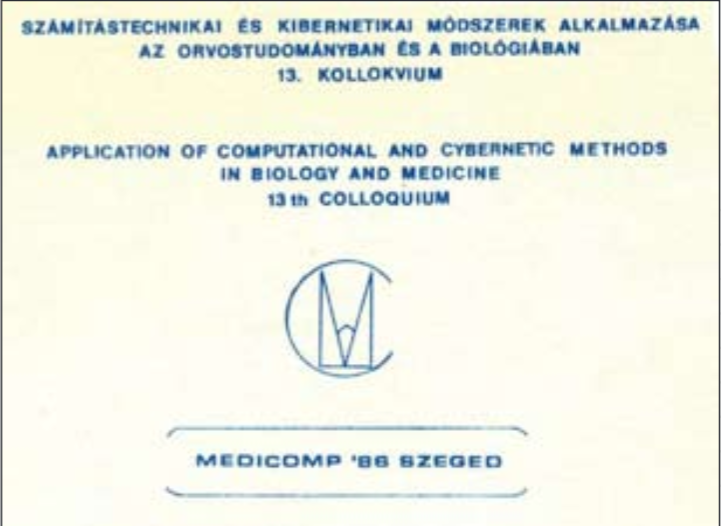 SZÁMÍTÁSTECHNIKAI ÉS KIBERNETIKAI MÓDSZEREK ALKALMAZÁSA
AZ ORVOSTUDOMÁNYBAN ÉS A BIOLÓGIÁBAN
13. KOLLOKVIUM
APPLICATION OF COMPUTATIONAL AND CYBERNETIC METHODS
IN BIOLOGY AND MEDICINE
13th COLLOQUIUM
MEDICOMP '86 SZEGED